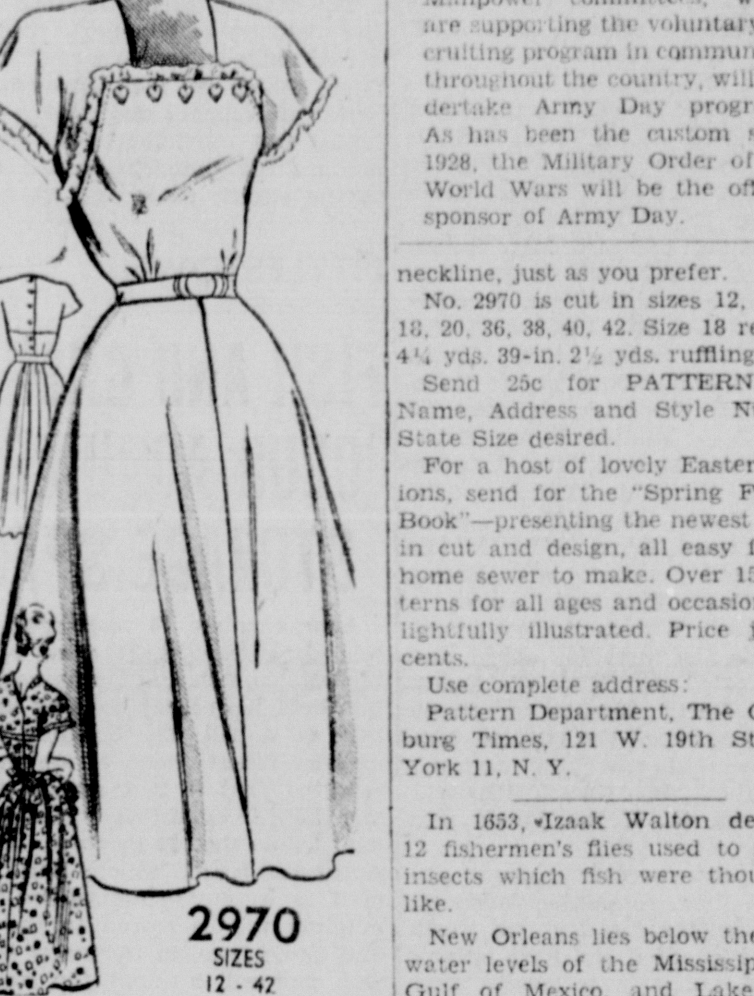 Manpower committees, w
are supporting the voluntary
cruiting program in commun
throughout the country, will
dertake Army Day progr
As has been the custom s
1928, the Military Order of
World Wars will be the off
sponsor of Army Day.
neckline, just as you prefer.
No. 2970 is cut in sizes 12,
18, 20, 36, 38, 40, 42. Size 18 re
4¼ yds. 39-in. 2½ yds. ruffling
Send 25c for PATTERN
Name, Address and Style N
State Size desired.
For a host of lovely Easter
ions, send for the "Spring F
Book"—presenting the newest
in cut and design, all easy f
home sewer to make. Over 15
terns for all ages and occasio
lightfully illustrated. Price j
cents.
Use complete address:
Pattern Department, The
burg Times, 121 W. 19th St
York 11, N. Y.
In 1653, Izaak Walton de
12 fishermen's flies used to
insects which fish were thou
like.
New Orleans lies below the
water levels of the Mississip
Gulf of Mexico and Lake
2970
SIZES
12 - 42